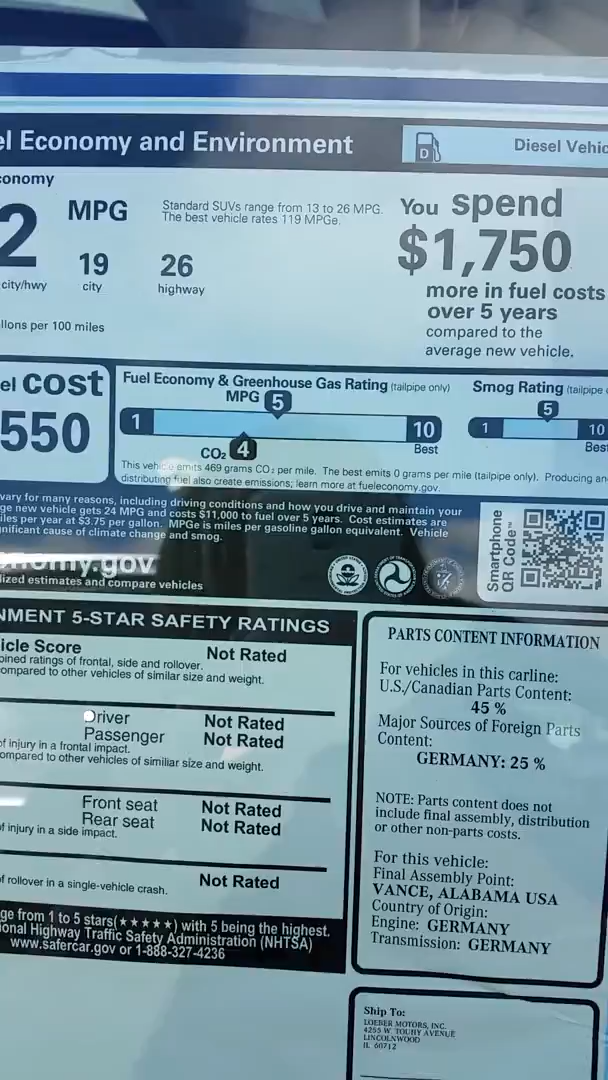 el Economy and Environment
D
Diesel Vehic
onomy
2
MPG
Standard SUVs range from 13 to 26 MPG.
The best vehicle rates 119 MPGe.
19
26
city/hwy
city
highway
llons per 100 miles
You spend
$1,750
more in fuel costs
over 5 years
compared to the
average new vehicle.
el cost
550
Fuel Economy & Greenhouse Gas Rating (tailpipe only)
MPG 5
1
10
CO₂ 4
Best
Smog Rating (tailpipe o
5
1
10
Best
This vehicle emits 469 grams CO₂ per mile. The best emits 0 grams per mile (tailpipe only). Producing an
distributing fuel also create emissions; learn more at fueleconomy.gov.
vary for many reasons, including driving conditions and how you drive and maintain your
ge new vehicle gets 24 MPG and costs $11,000 to fuel over 5 years. Cost estimates are
iles per year at $3.75 per gallon. MPGe is miles per gasoline gallon equivalent. Vehicle
nificant cause of climate change and smog.
nomy.gov
lized estimates and compare vehicles
Smartphone
QR Code™
NMENT 5-STAR SAFETY RATINGS
icle Score
Not Rated
bined ratings of frontal, side and rollover.
ompared to other vehicles of similar size and weight.
Driver
Not Rated
Passenger
Not Rated
of injury in a frontal impact.
ompared to other vehicles of similiar size and weight.
Front seat
Not Rated
Rear seat
Not Rated
of injury in a side impact.
of rollover in a single-vehicle crash.
Not Rated
ge from 1 to 5 stars(★★★★★) with 5 being the highest.
ional Highway Traffic Safety Administration (NHTSA)
www.safercar.gov or 1-888-327-4236
PARTS CONTENT INFORMATION
For vehicles in this carline:
U.S./Canadian Parts Content:
45 %
Major Sources of Foreign Parts
Content:
GERMANY: 25 %
NOTE: Parts content does not
include final assembly, distribution
or other non-parts costs.
For this vehicle:
Final Assembly Point:
VANCE, ALABAMA USA
Country of Origin:
Engine: GERMANY
Transmission: GERMANY
Ship To:
LOEBER MOTORS, INC.
4255 W TOUHY AVENUE
LINCOLNWOOD
IL 60712